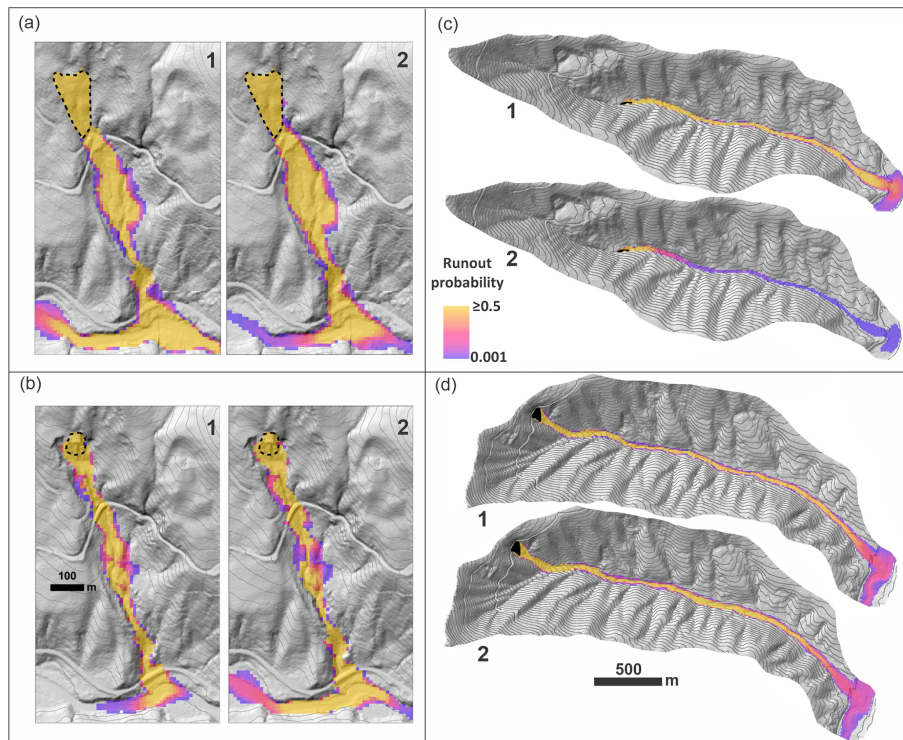 (a)
1
2
(b)
1
2
100
m
(c)
1
2
Runout
probability
≥0.5
0.001
(d)
1
2
500
m